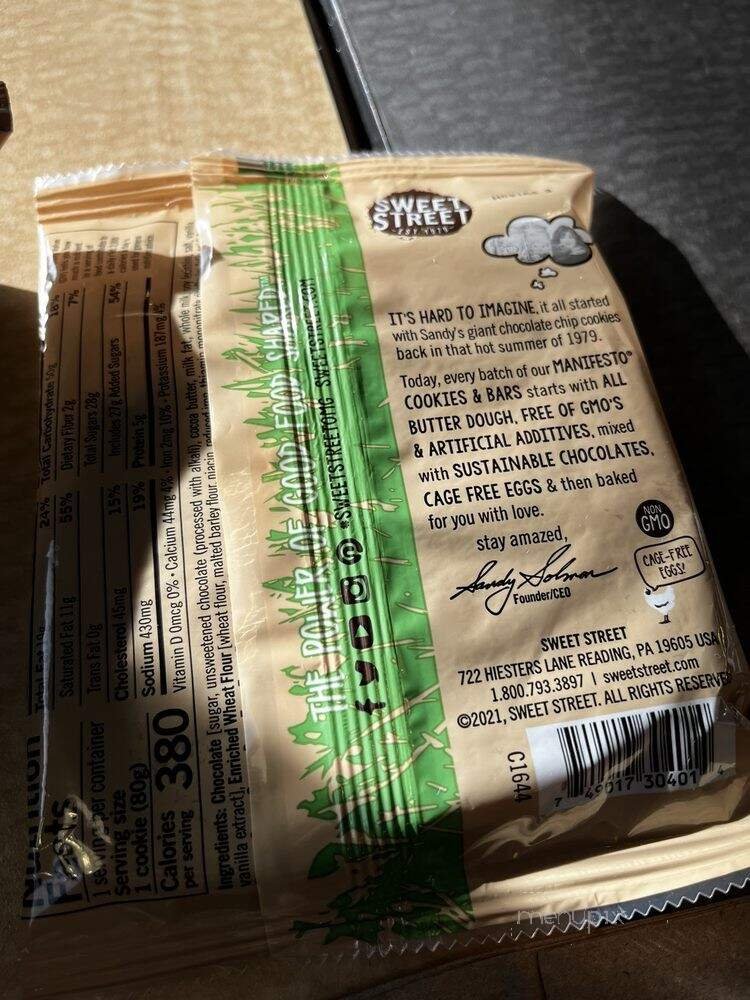 SWEET
STREET
EST. 1979
IT'S HARD TO IMAGINE, it all started
with Sandy's giant chocolate chip cookies
back in that hot summer of 1979.
Today, every batch of our MANIFESTO®
COOKIES & BARS starts with ALL
BUTTER DOUGH, FREE OF GMO'S
& ARTIFICIAL ADDITIVES, mixed
with SUSTAINABLE CHOCOLATES,
CAGE FREE EGGS & then baked
for you with love.
stay amazed,
Sandy Solmon
Founder/CEO
NON
GMO
CAGE-FREE
EGGS!
SWEET STREET
722 HIESTERS LANE READING, PA 19605 USA
1.800.793.3897 | sweetstreet.com
©2021, SWEET STREET. ALL RIGHTS RESERVED
C1644
7 49017 30401 4
THE POWER OF GOOD FOOD SHARED™
#SWEETSTREETOMG SWEETSTREET.COM
Nutrition
Facts
1 serving per container
Serving size
1 cookie (80g)
Calories 380
per serving
Total Fat 19g 24%
Saturated Fat 11g 55%
Trans Fat 0g
Cholesterol 45mg 15%
Sodium 430mg 19%
Total Carbohydrate 50g 18%
Dietary Fiber 2g 7%
Total Sugars 28g
Includes 27g Added Sugars 54%
Protein 5g
Vitamin D 0mcg 0% • Calcium 44mg 4% • Iron 2mg 10% • Potassium 187mg 4%
Ingredients: Chocolate [sugar, unsweetened chocolate (processed with alkali), cocoa butter, milk fat, whole milk
vanilla extract], Enriched Wheat Flour [wheat flour, malted barley flour, niacin, reduced iron, thiamin mononitrate